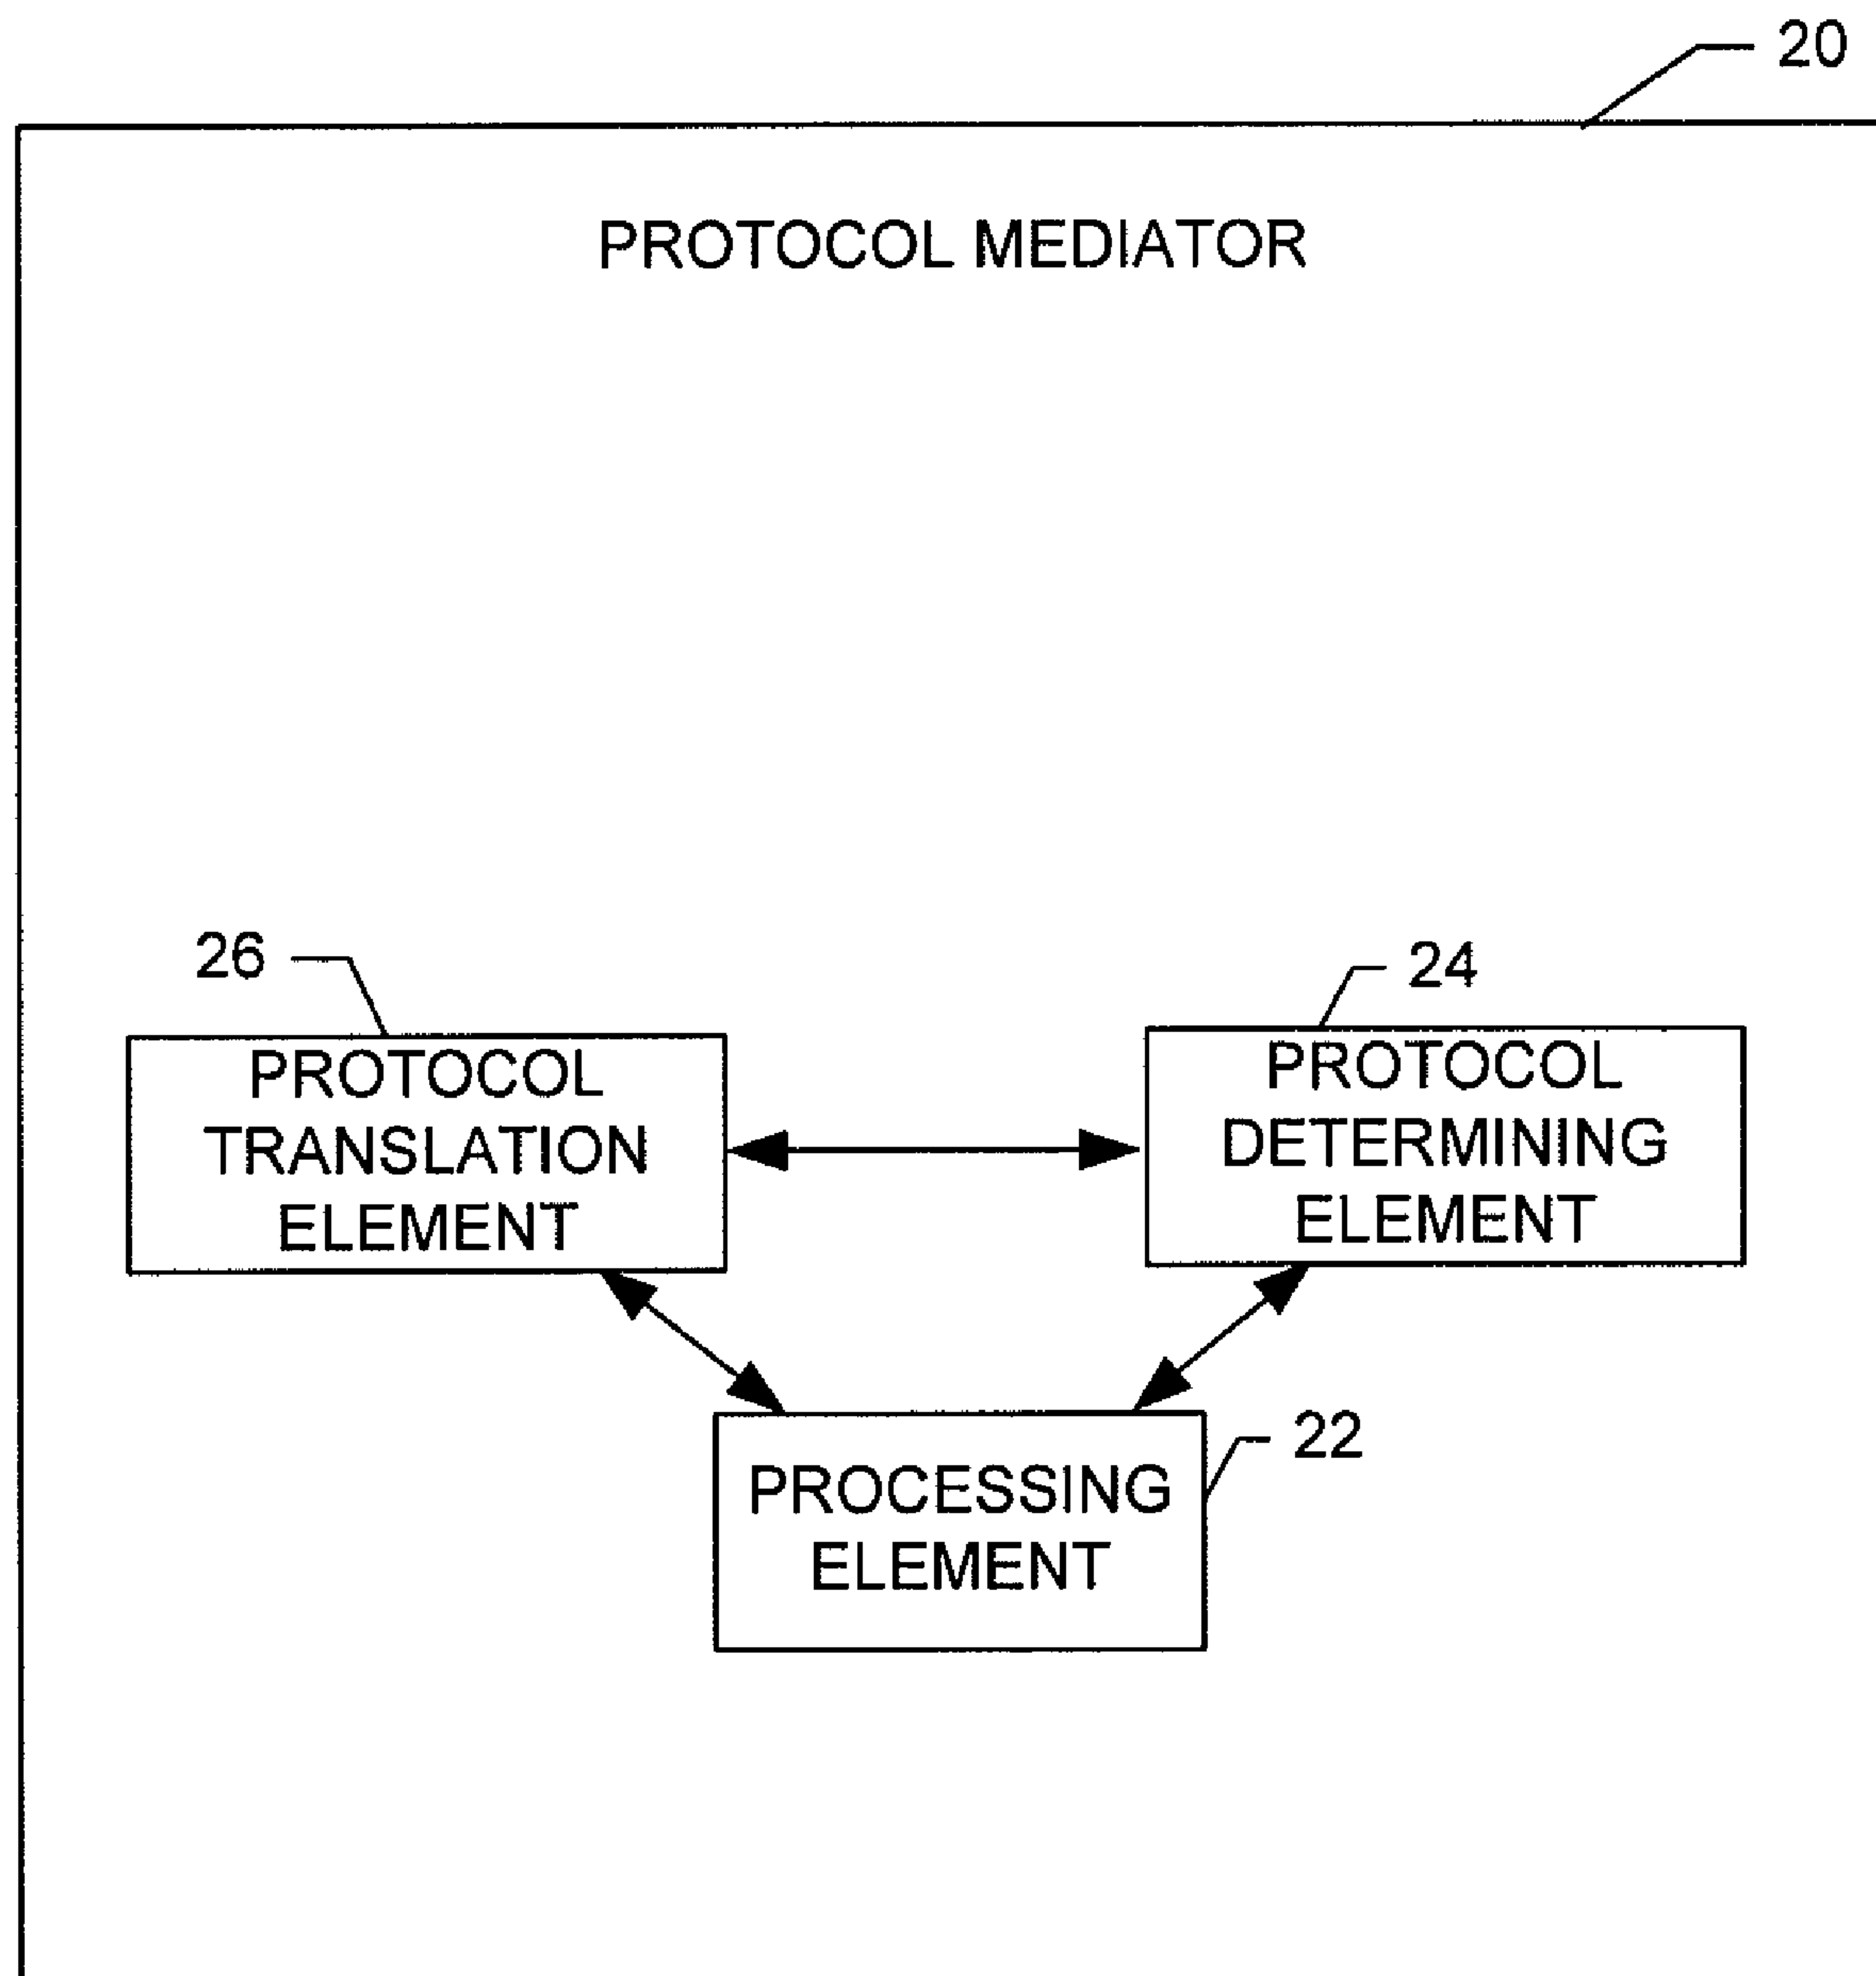 20
PROTOCOL MEDIATOR
26
24
PROTOCOL
TRANSLATION
ELEMENT
PROTOCOL
DETERMINING
ELEMENT
22
PROCESSING
ELEMENT